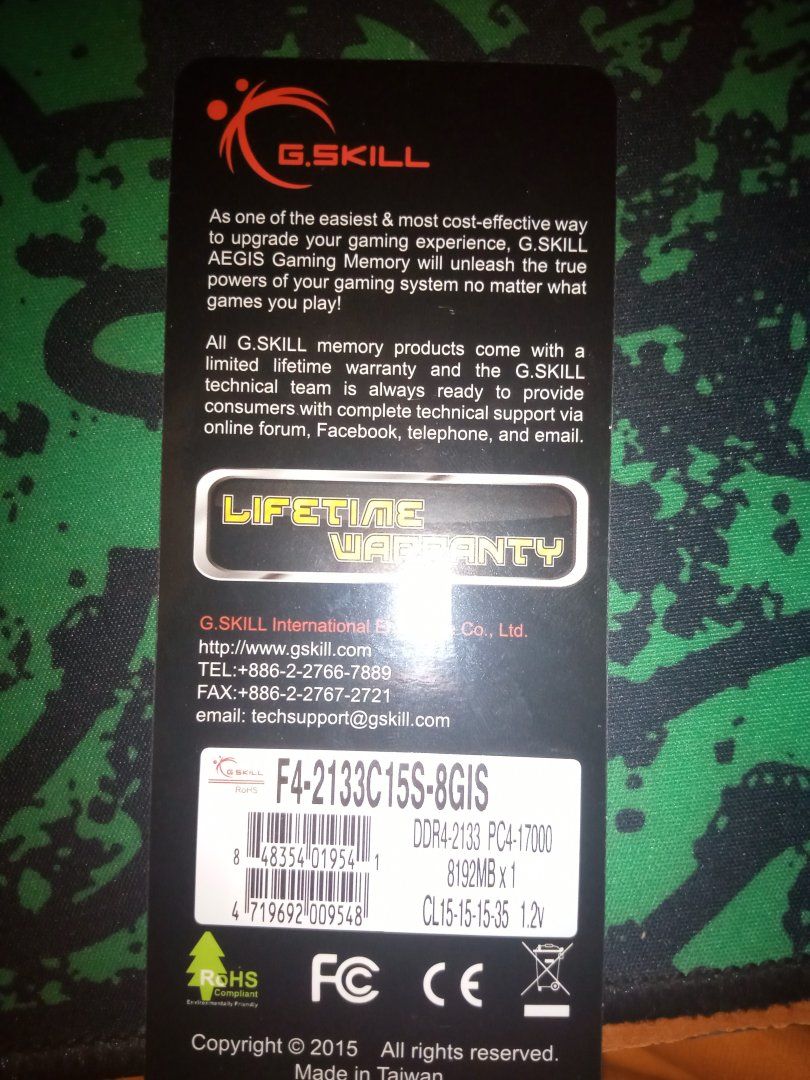 G.SKILL
As one of the easiest & most cost-effective way
to upgrade your gaming experience, G.SKILL
AEGIS Gaming Memory will unleash the true
powers of your gaming system no matter what
games you play!
All G.SKILL memory products come with a
limited lifetime warranty and the G.SKILL
technical team is always ready to provide
consumers with complete technical support via
online forum, Facebook, telephone, and email.
LIFETIME
WARRANTY
G.SKILL International Co., Ltd.
http://www.gskill.com
TEL:+886-2-2766-7889
FAX:+886-2-2767-2721
email: techsupport@gskill.com
G.SKILL
RoHS
F4-2133C15S-8GIS
DDR4-2133 PC4-17000
8192MB x 1
CL15-15-15-35 1.2v
8 48354 01954 1
4 719692 009548
RoHS
Compliant
Environmentally Friendly
FC CE
Copyright © 2015 All rights reserved.
Made in Taiwan